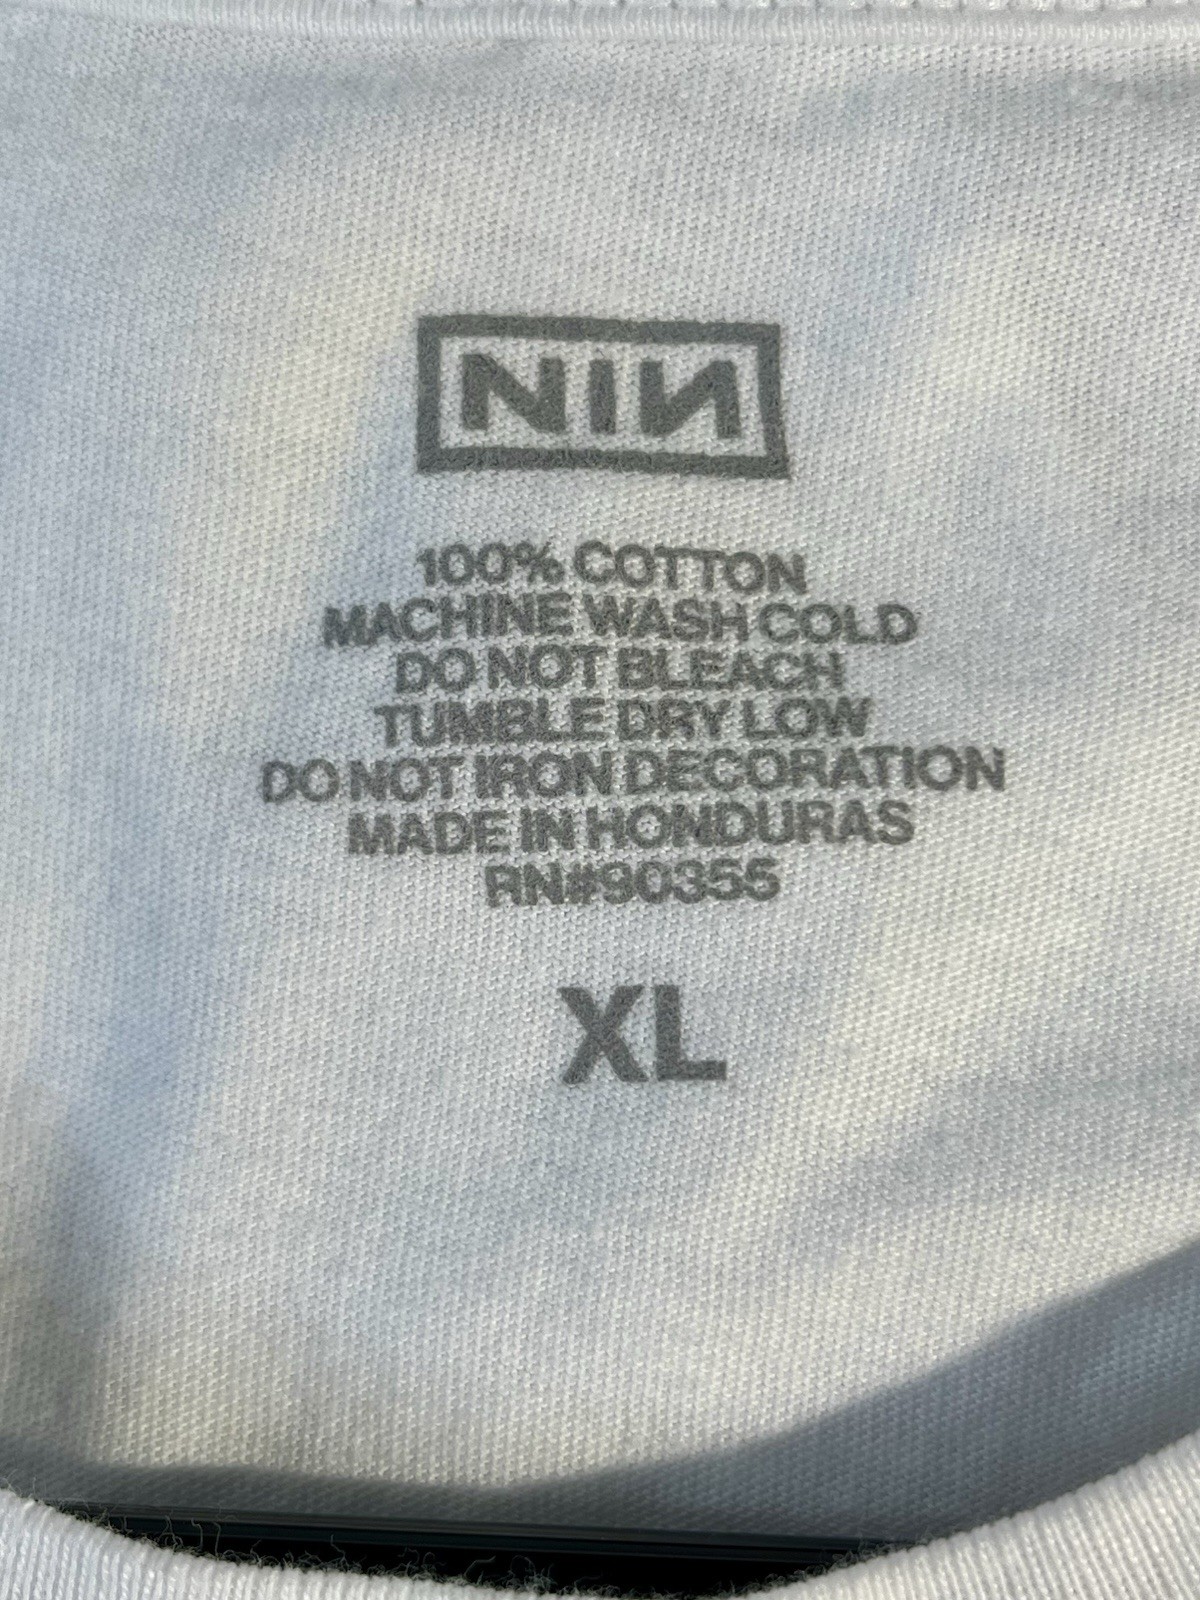 NIN
100% COTTON
MACHINE WASH COLD
DO NOT BLEACH
TUMBLE DRY LOW
DO NOT IRON DECORATION
MADE IN HONDURAS
RN#90355
XL